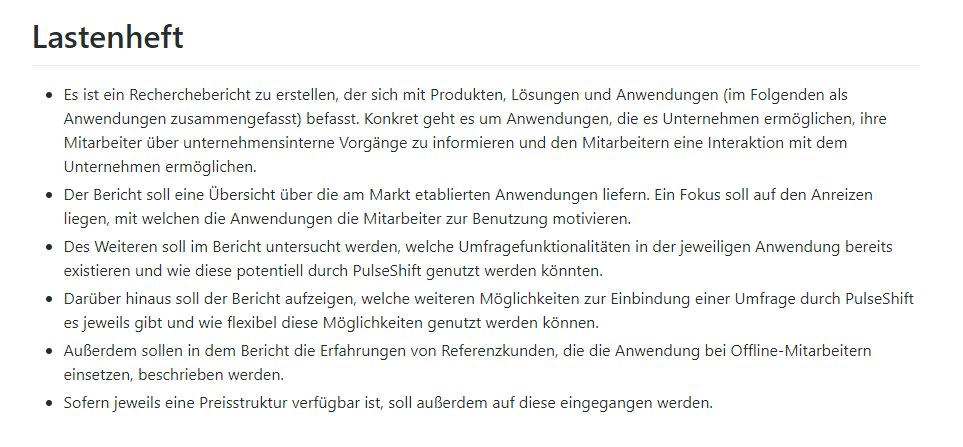 Lastenheft
• Es ist ein Recherchebericht zu erstellen, der sich mit Produkten, Lösungen und Anwendungen (im Folgenden als
Anwendungen zusammengefasst) befasst. Konkret geht es um Anwendungen, die es Unternehmen ermöglichen, ihre
Mitarbeiter über unternehmensinterne Vorgänge zu informieren und den Mitarbeitern eine Interaktion mit dem
Unternehmen ermöglichen.
• Der Bericht soll eine Übersicht über die am Markt etablierten Anwendungen liefern. Ein Fokus soll auf den Anreizen
liegen, mit welchen die Anwendungen die Mitarbeiter zur Benutzung motivieren.
• Des Weiteren soll im Bericht untersucht werden, welche Umfragefunktionalitäten in der jeweiligen Anwendung bereits
existieren und wie diese potentiell durch PulseShift genutzt werden könnten.
• Darüber hinaus soll der Bericht aufzeigen, welche weiteren Möglichkeiten zur Einbindung einer Umfrage durch PulseShift
es jeweils gibt und wie flexibel diese Möglichkeiten genutzt werden können.
• Außerdem sollen in dem Bericht die Erfahrungen von Referenzkunden, die die Anwendung bei Offline-Mitarbeitern
einsetzen, beschrieben werden.
• Sofern jeweils eine Preisstruktur verfügbar ist, soll außerdem auf diese eingegangen werden.